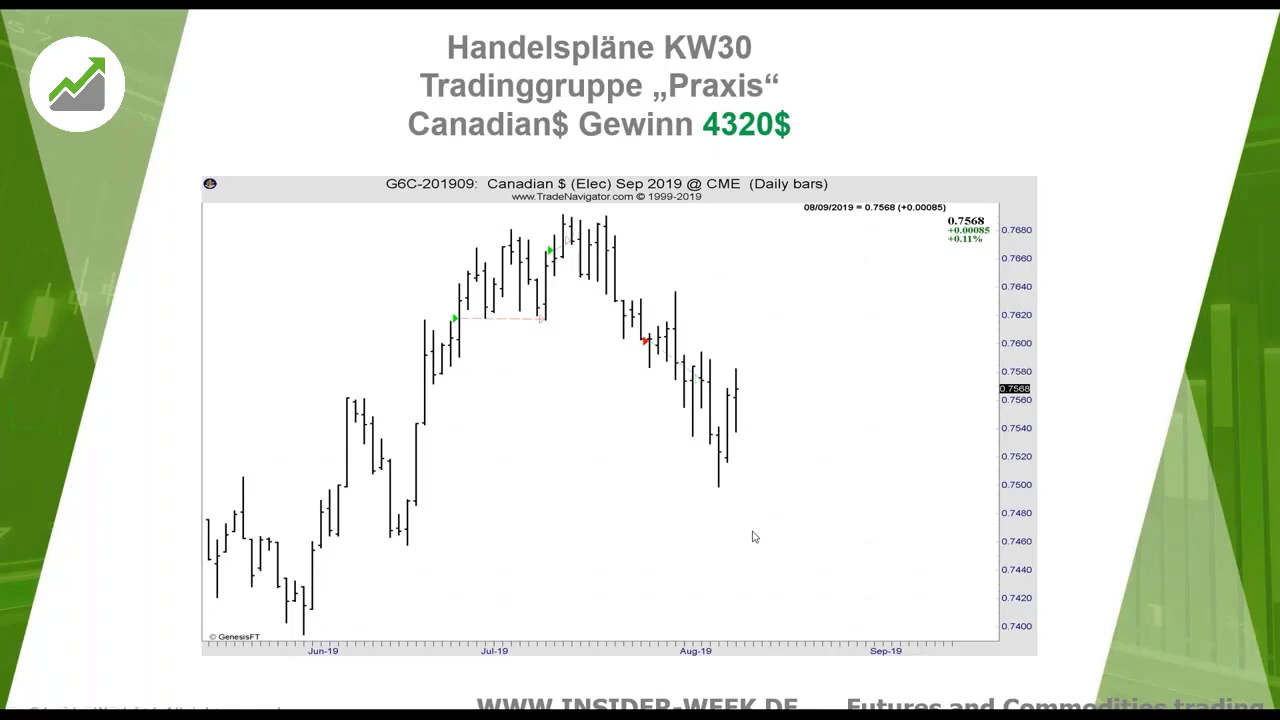 Handelspläne KW30
Tradinggruppe „Praxis“
Canadian$ Gewinn 4320$
G6C-201909: Canadian $ (Elec) Sep 2019 @ CME (Daily bars)
www.TradeNavigator.com © 1999-2019
08/09/2019 = 0.7568 (+0.00085)
0.7568
+0.00085
+0.11%
0.7680
0.7660
0.7640
0.7620
0.7600
0.7580
0.7568
0.7560
0.7540
0.7520
0.7500
0.7480
0.7460
0.7440
0.7420
0.7400
© GenesisFT
Jun-19 Jul-19 Aug-19 Sep-19
WWW.INSIDER-WEEK.DE Futures and Commodities trading